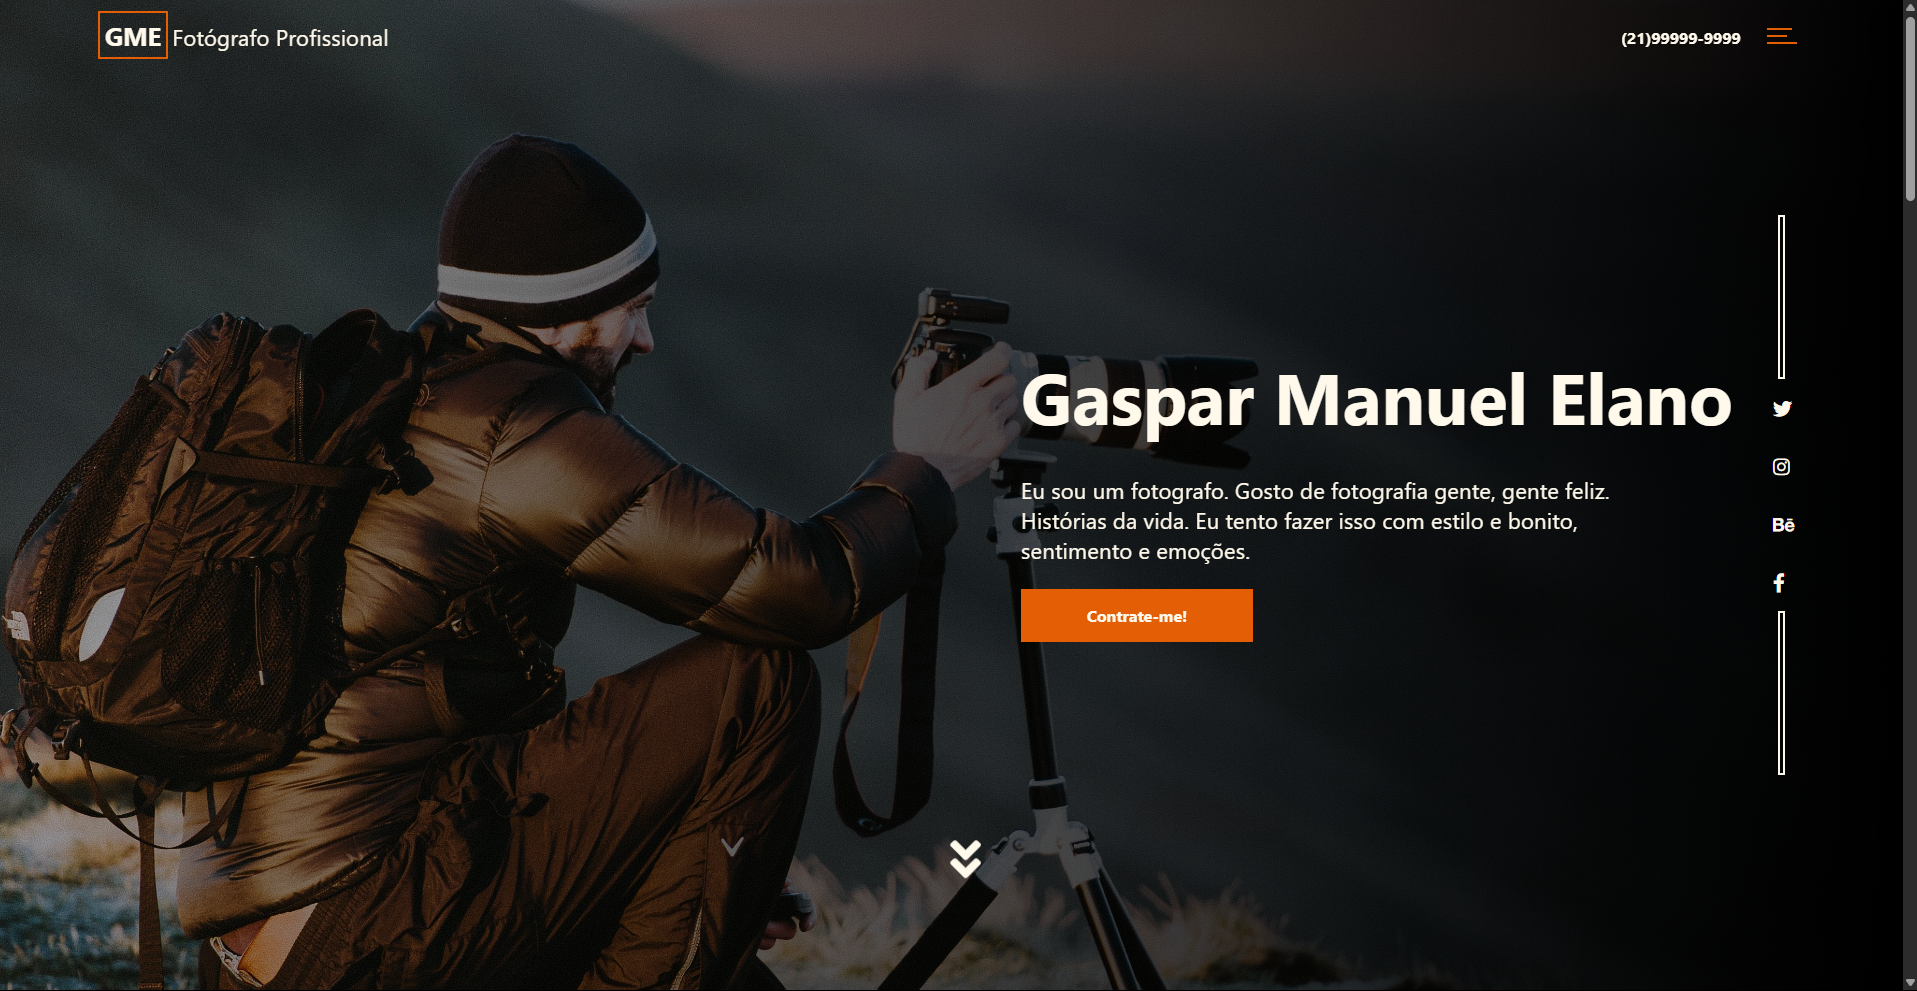 GME Fotógrafo Profissional
(21)99999-9999
Gaspar Manuel Elano
Eu sou um fotografo. Gosto de fotografia gente, gente feliz.
Histórias da vida. Eu tento fazer isso com estilo e bonito,
sentimento e emoções.
Contrate-me!
Bē